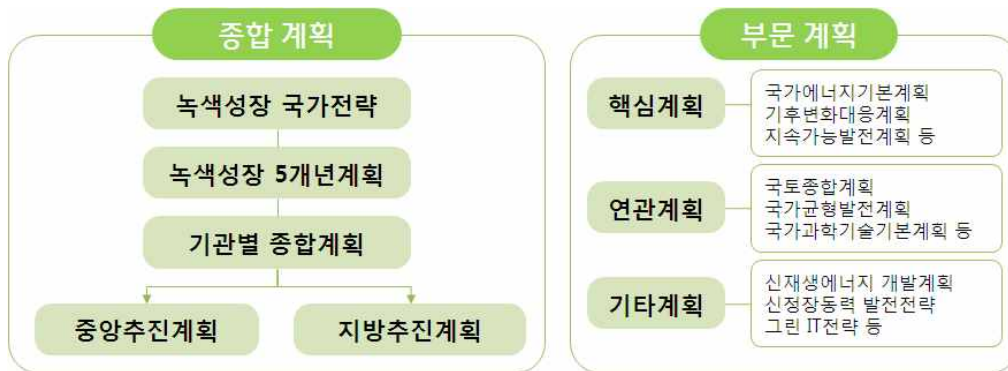 종합 계획
녹색성장 국가전략
녹색성장 5개년계획
기관별 종합계획
중앙추진계획
지방추진계획
부문 계획
핵심계획
국가에너지기본계획
기후변화대응계획
지속가능발전계획 등
연관계획
국토종합계획
국가균형발전계획
국가과학기술기본계획 등
기타계획
신재생에너지 개발계획
신정장동력 발전전략
그린 IT전략 등